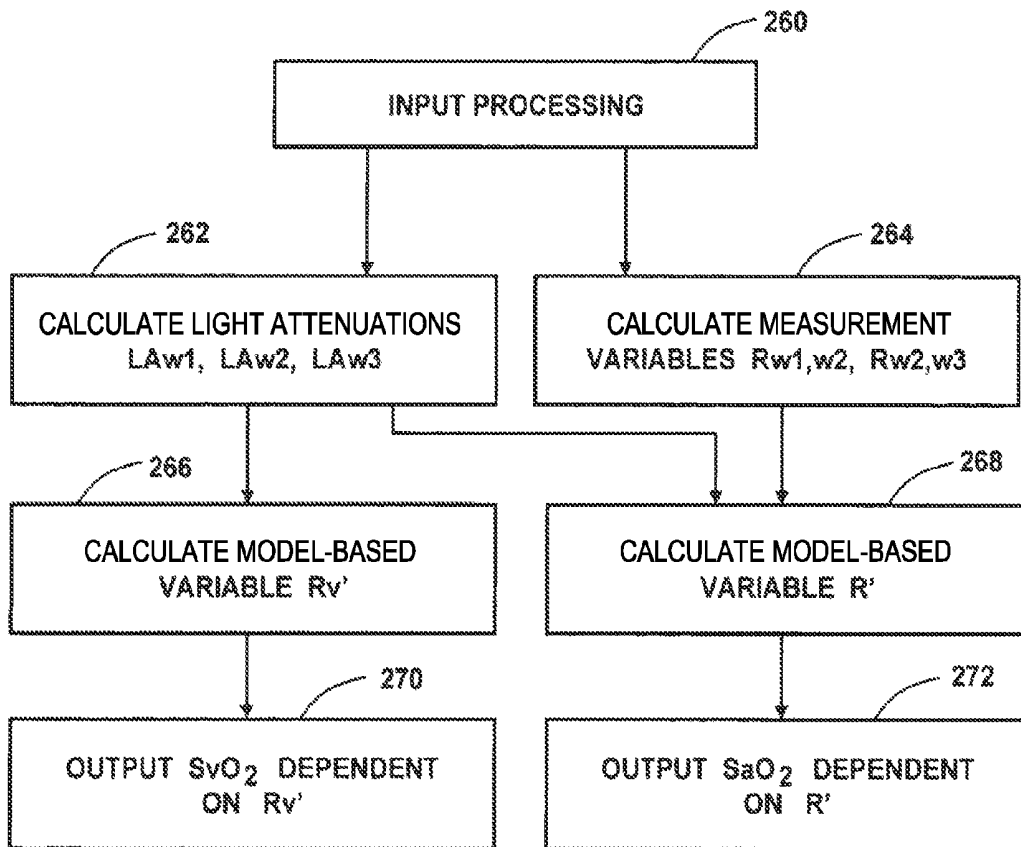 260
INPUT PROCESSING
262
264
CALCULATE LIGHT ATTENUATIONS
LAw1, LAw2, LAw3
CALCULATE MEASUREMENT
VARIABLES Rw1,w2, Rw2,w3
266
268
CALCULATE MODEL-BASED
VARIABLE Rv'
CALCULATE MODEL-BASED
VARIABLE R'
270
272
OUTPUT SvO₂ DEPENDENT
ON Rv'
OUTPUT SaO₂ DEPENDENT
ON R'